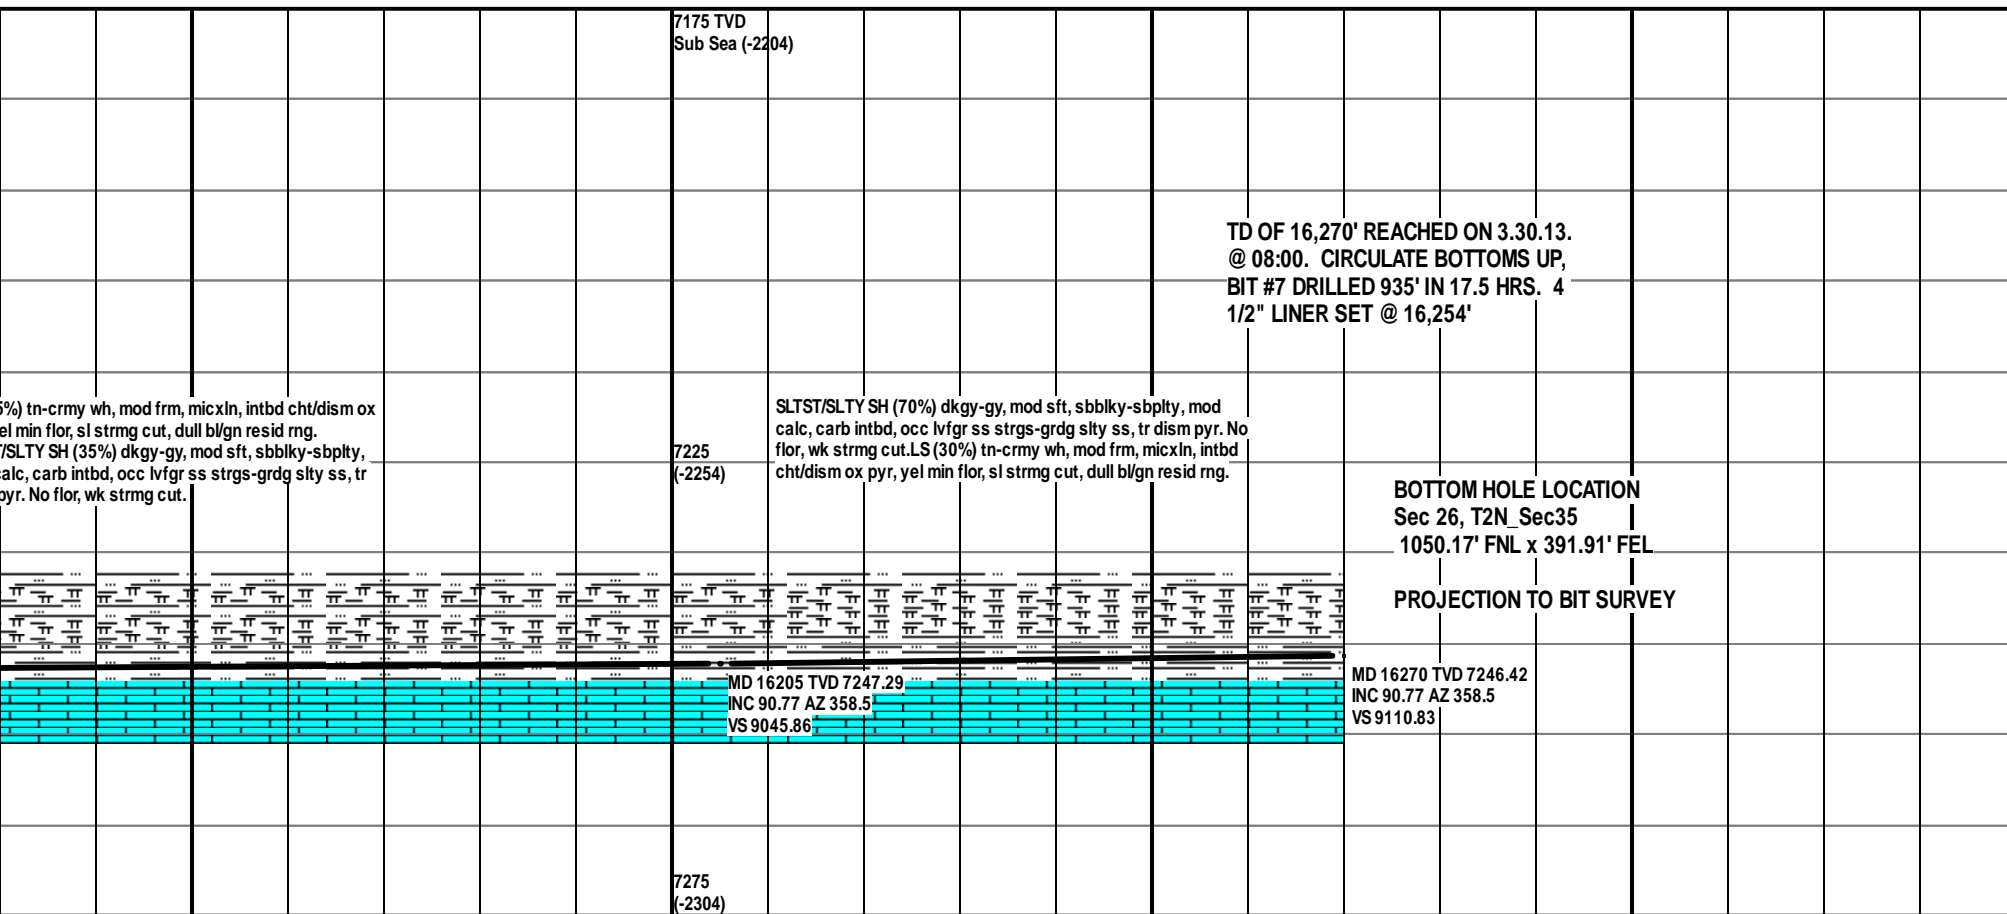 7175 TVD
Sub Sea (-2204)
TD OF 16,270' REACHED ON 3.30.13.
@ 08:00. CIRCULATE BOTTOMS UP,
BIT #7 DRILLED 935' IN 17.5 HRS. 4
1/2" LINER SET @ 16,254'
5%) tn-crmy wh, mod frm, micxln, intbd cht/dism ox
el min flor, sl strmg cut, dull bl/gn resid rng.
T/SLTY SH (35%) dkgy-gy, mod sft, sbblky-sbplty,
calc, carb intbd, occ lvfgr ss strgs-grdg slty ss, tr
pyr. No flor, wk strmg cut.
7225
(-2254)
SLTST/SLTY SH (70%) dkgy-gy, mod sft, sbblky-sbplty, mod
calc, carb intbd, occ lvfgr ss strgs-grdg slty ss, tr dism pyr. No
flor, wk strmg cut.LS (30%) tn-crmy wh, mod frm, micxln, intbd
cht/dism ox pyr, yel min flor, sl strmg cut, dull bl/gn resid rng.
BOTTOM HOLE LOCATION
Sec 26, T2N_Sec35
1050.17' FNL x 391.91' FEL
PROJECTION TO BIT SURVEY
MD 16205 TVD 7247.29
INC 90.77 AZ 358.5
VS 9045.86
MD 16270 TVD 7246.42
INC 90.77 AZ 358.5
VS 9110.83
7275
(-2304)